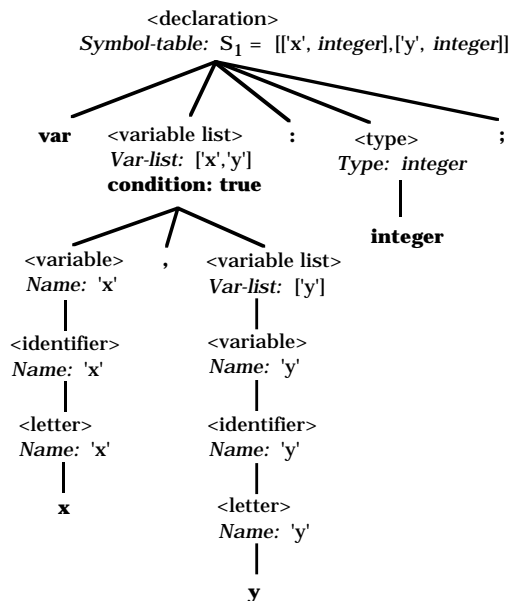 <declaration>
Symbol-table: S1 = [['x', integer],['y', integer]]
var <variable list> : <type> ;
Var-list: ['x','y'] Type: integer
condition: true
integer
<variable> , <variable list>
Name: 'x' Var-list: ['y']
<identifier> <variable>
Name: 'x' Name: 'y'
<letter> <identifier>
Name: 'x' Name: 'y'
x <letter>
Name: 'y'
y